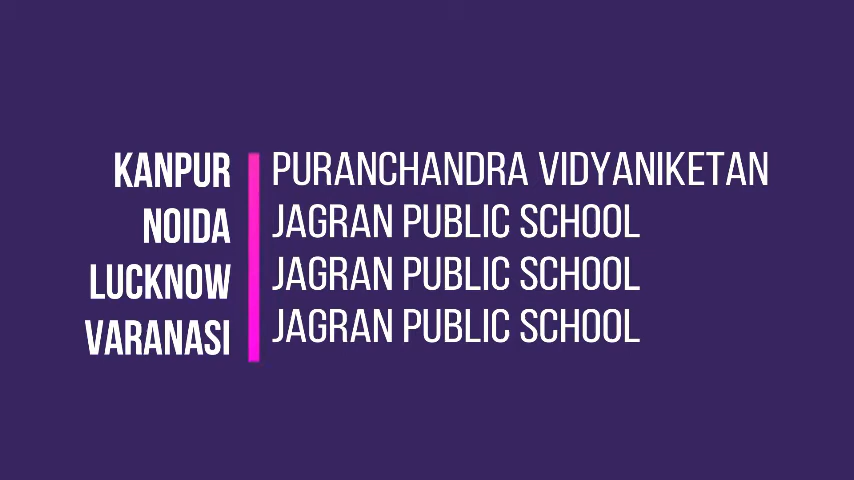 KANPUR PURANCHANDRA VIDYANIKETAN
NOIDA JAGRAN PUBLIC SCHOOL
LUCKNOW JAGRAN PUBLIC SCHOOL
VARANASI JAGRAN PUBLIC SCHOOL